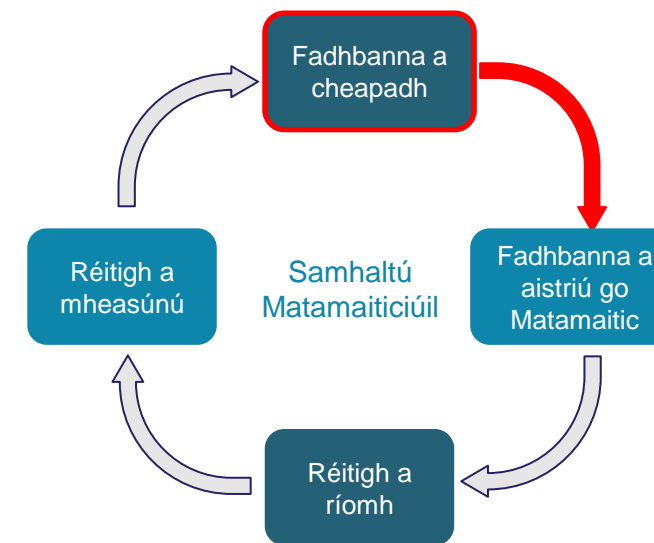 Fadhbanna a
cheapadh
Fadhbanna a
aistriú go
Matamaitic
Réitigh a
ríomh
Réitigh a
mheasúnú
Samhaltú
Matamaiticiúil